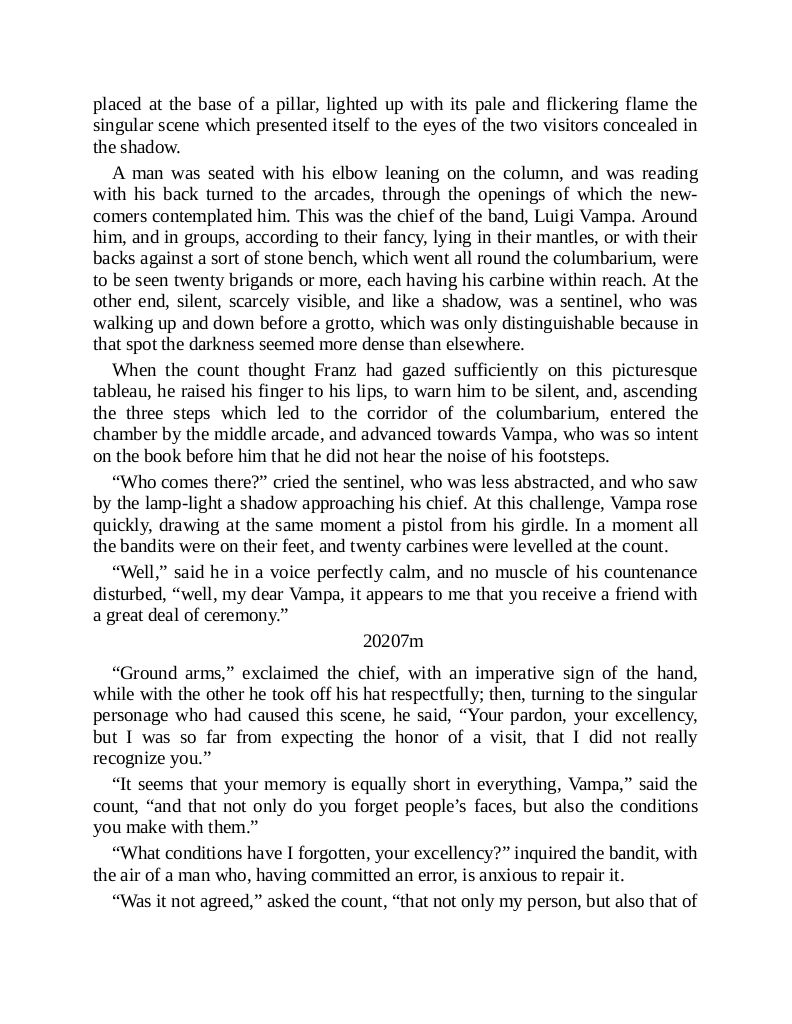 placed at the base of a pillar, lighted up with its pale and flickering flame the
singular scene which presented itself to the eyes of the two visitors concealed in
the shadow.
A man was seated with his elbow leaning on the column, and was reading
with his back turned to the arcades, through the openings of which the new-
comers contemplated him. This was the chief of the band, Luigi Vampa. Around
him, and in groups, according to their fancy, lying in their mantles, or with their
backs against a sort of stone bench, which went all round the columbarium, were
to be seen twenty brigands or more, each having his carbine within reach. At the
other end, silent, scarcely visible, and like a shadow, was a sentinel, who was
walking up and down before a grotto, which was only distinguishable because in
that spot the darkness seemed more dense than elsewhere.
When the count thought Franz had gazed sufficiently on this picturesque
tableau, he raised his finger to his lips, to warn him to be silent, and, ascending
the three steps which led to the corridor of the columbarium, entered the
chamber by the middle arcade, and advanced towards Vampa, who was so intent
on the book before him that he did not hear the noise of his footsteps.
“Who comes there?” cried the sentinel, who was less abstracted, and who saw
by the lamp-light a shadow approaching his chief. At this challenge, Vampa rose
quickly, drawing at the same moment a pistol from his girdle. In a moment all
the bandits were on their feet, and twenty carbines were levelled at the count.
“Well,” said he in a voice perfectly calm, and no muscle of his countenance
disturbed, “well, my dear Vampa, it appears to me that you receive a friend with
a great deal of ceremony.”
20207m
“Ground arms,” exclaimed the chief, with an imperative sign of the hand,
while with the other he took off his hat respectfully; then, turning to the singular
personage who had caused this scene, he said, “Your pardon, your excellency,
but I was so far from expecting the honor of a visit, that I did not really
recognize you.”
“It seems that your memory is equally short in everything, Vampa,” said the
count, “and that not only do you forget people’s faces, but also the conditions
you make with them.”
“What conditions have I forgotten, your excellency?” inquired the bandit, with
the air of a man who, having committed an error, is anxious to repair it.
“Was it not agreed,” asked the count, “that not only my person, but also that of